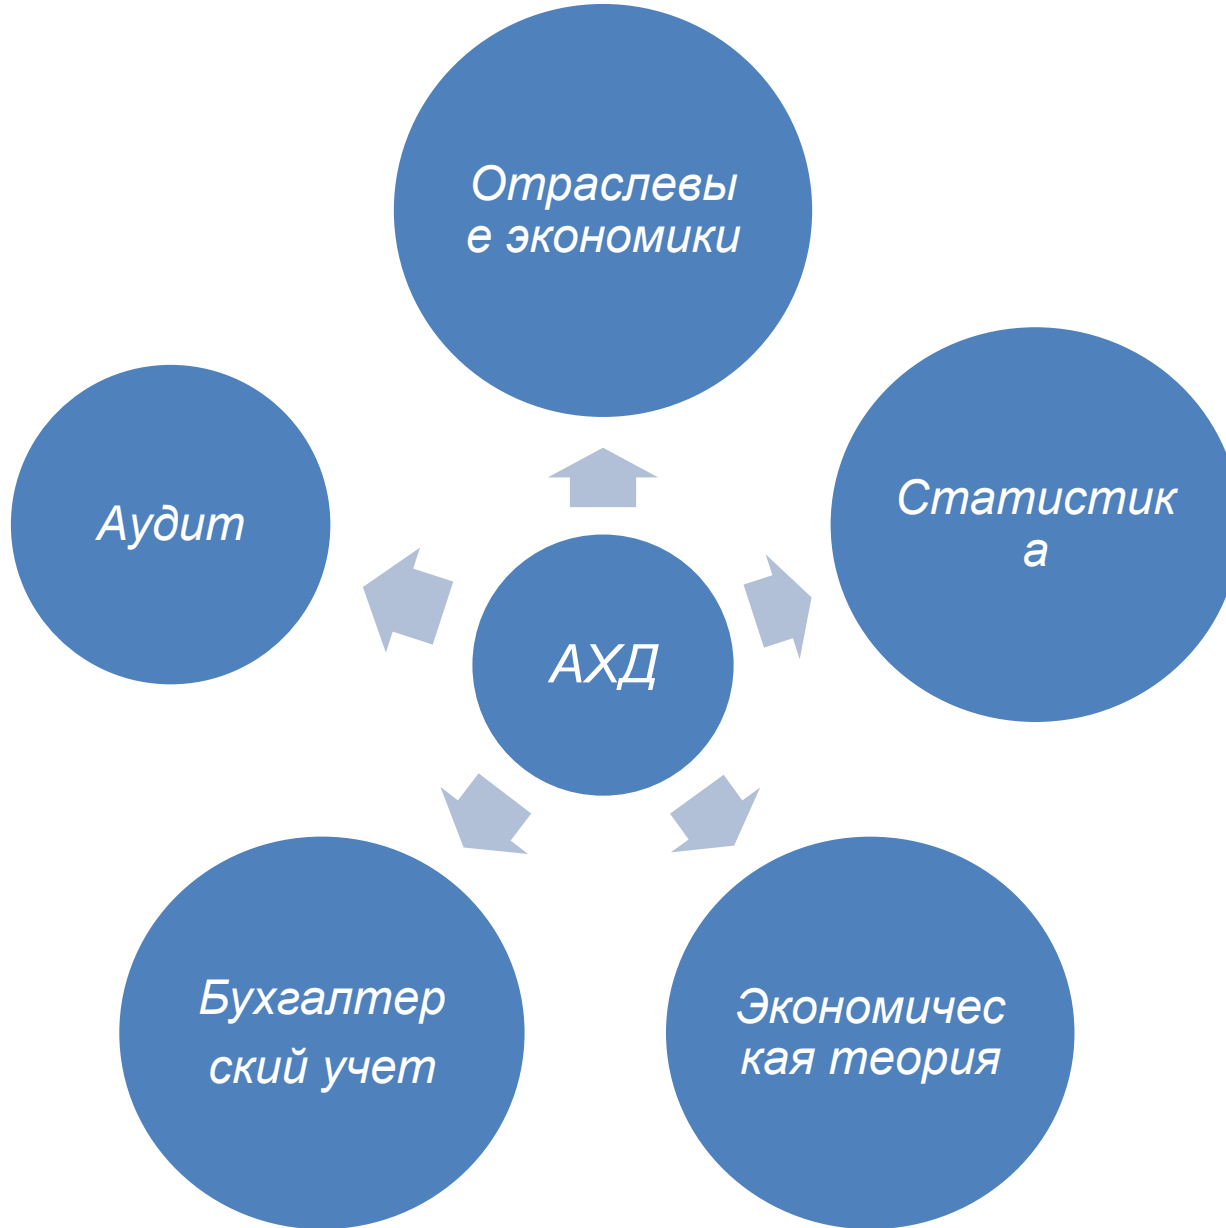 Отраслевы
е экономики
Статистик
а
Аудит
АХД
Бухгалтер
ский учет
Экономичес
кая теория